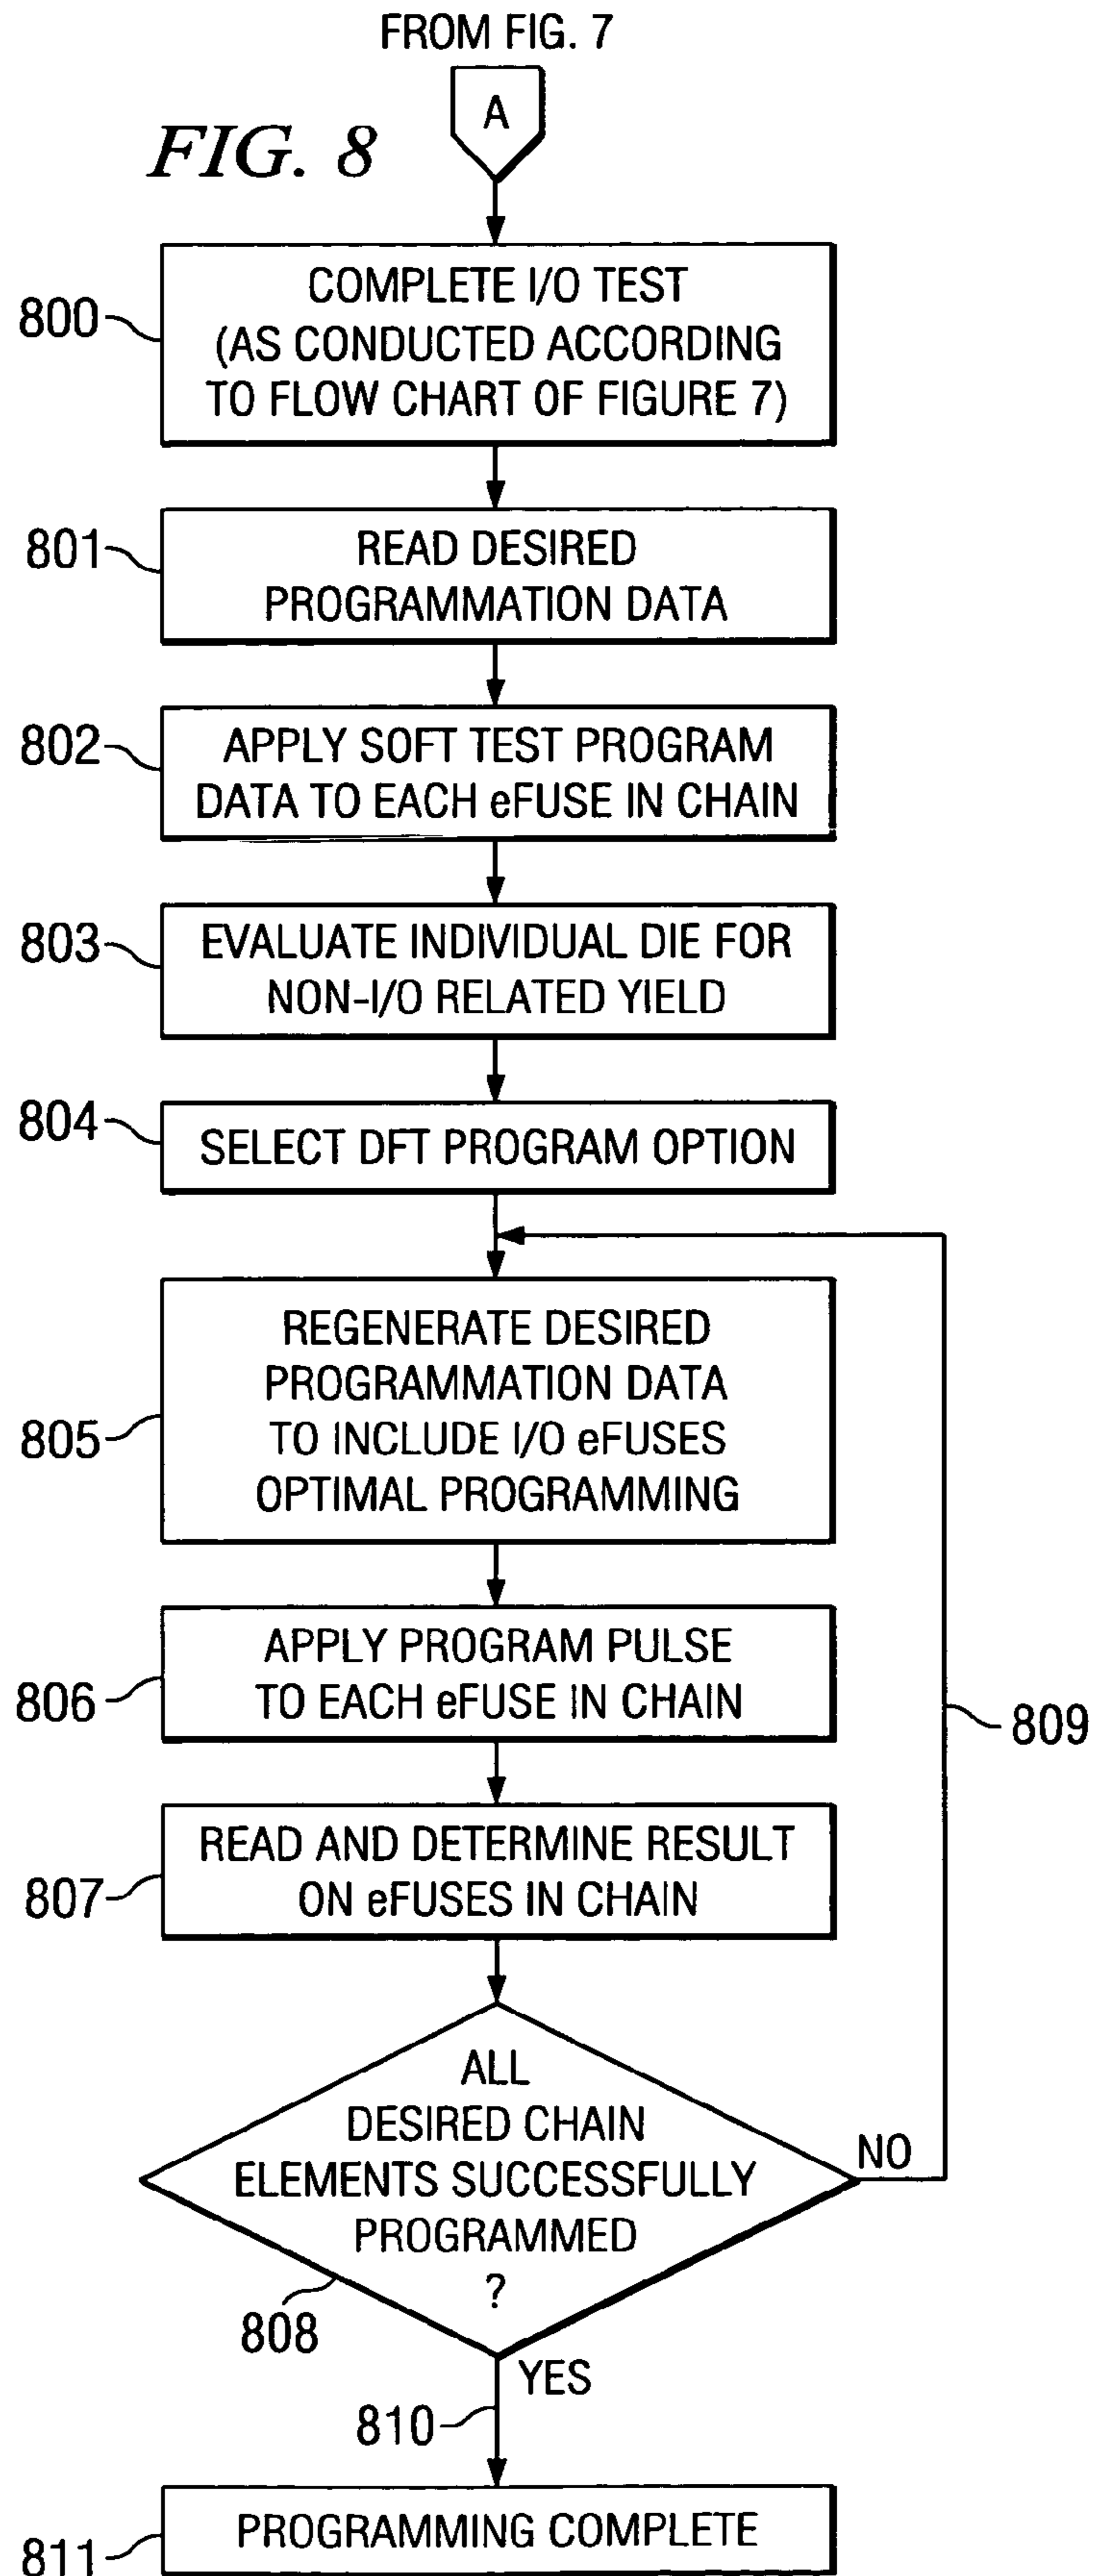 FROM FIG. 7
A
FIG. 8
800
COMPLETE I/O TEST
(AS CONDUCTED ACCORDING
TO FLOW CHART OF FIGURE 7)
801
READ DESIRED
PROGRAMMATION DATA
802
APPLY SOFT TEST PROGRAM
DATA TO EACH eFUSE IN CHAIN
803
EVALUATE INDIVIDUAL DIE FOR
NON-I/O RELATED YIELD
804
SELECT DFT PROGRAM OPTION
805
REGENERATE DESIRED
PROGRAMMATION DATA
TO INCLUDE I/O eFUSES
OPTIMAL PROGRAMMING
806
APPLY PROGRAM PULSE
TO EACH eFUSE IN CHAIN
809
807
READ AND DETERMINE RESULT
ON eFUSES IN CHAIN
ALL
DESIRED CHAIN
ELEMENTS SUCCESSFULLY
PROGRAMMED
?
NO
808
YES
810
811
PROGRAMMING COMPLETE